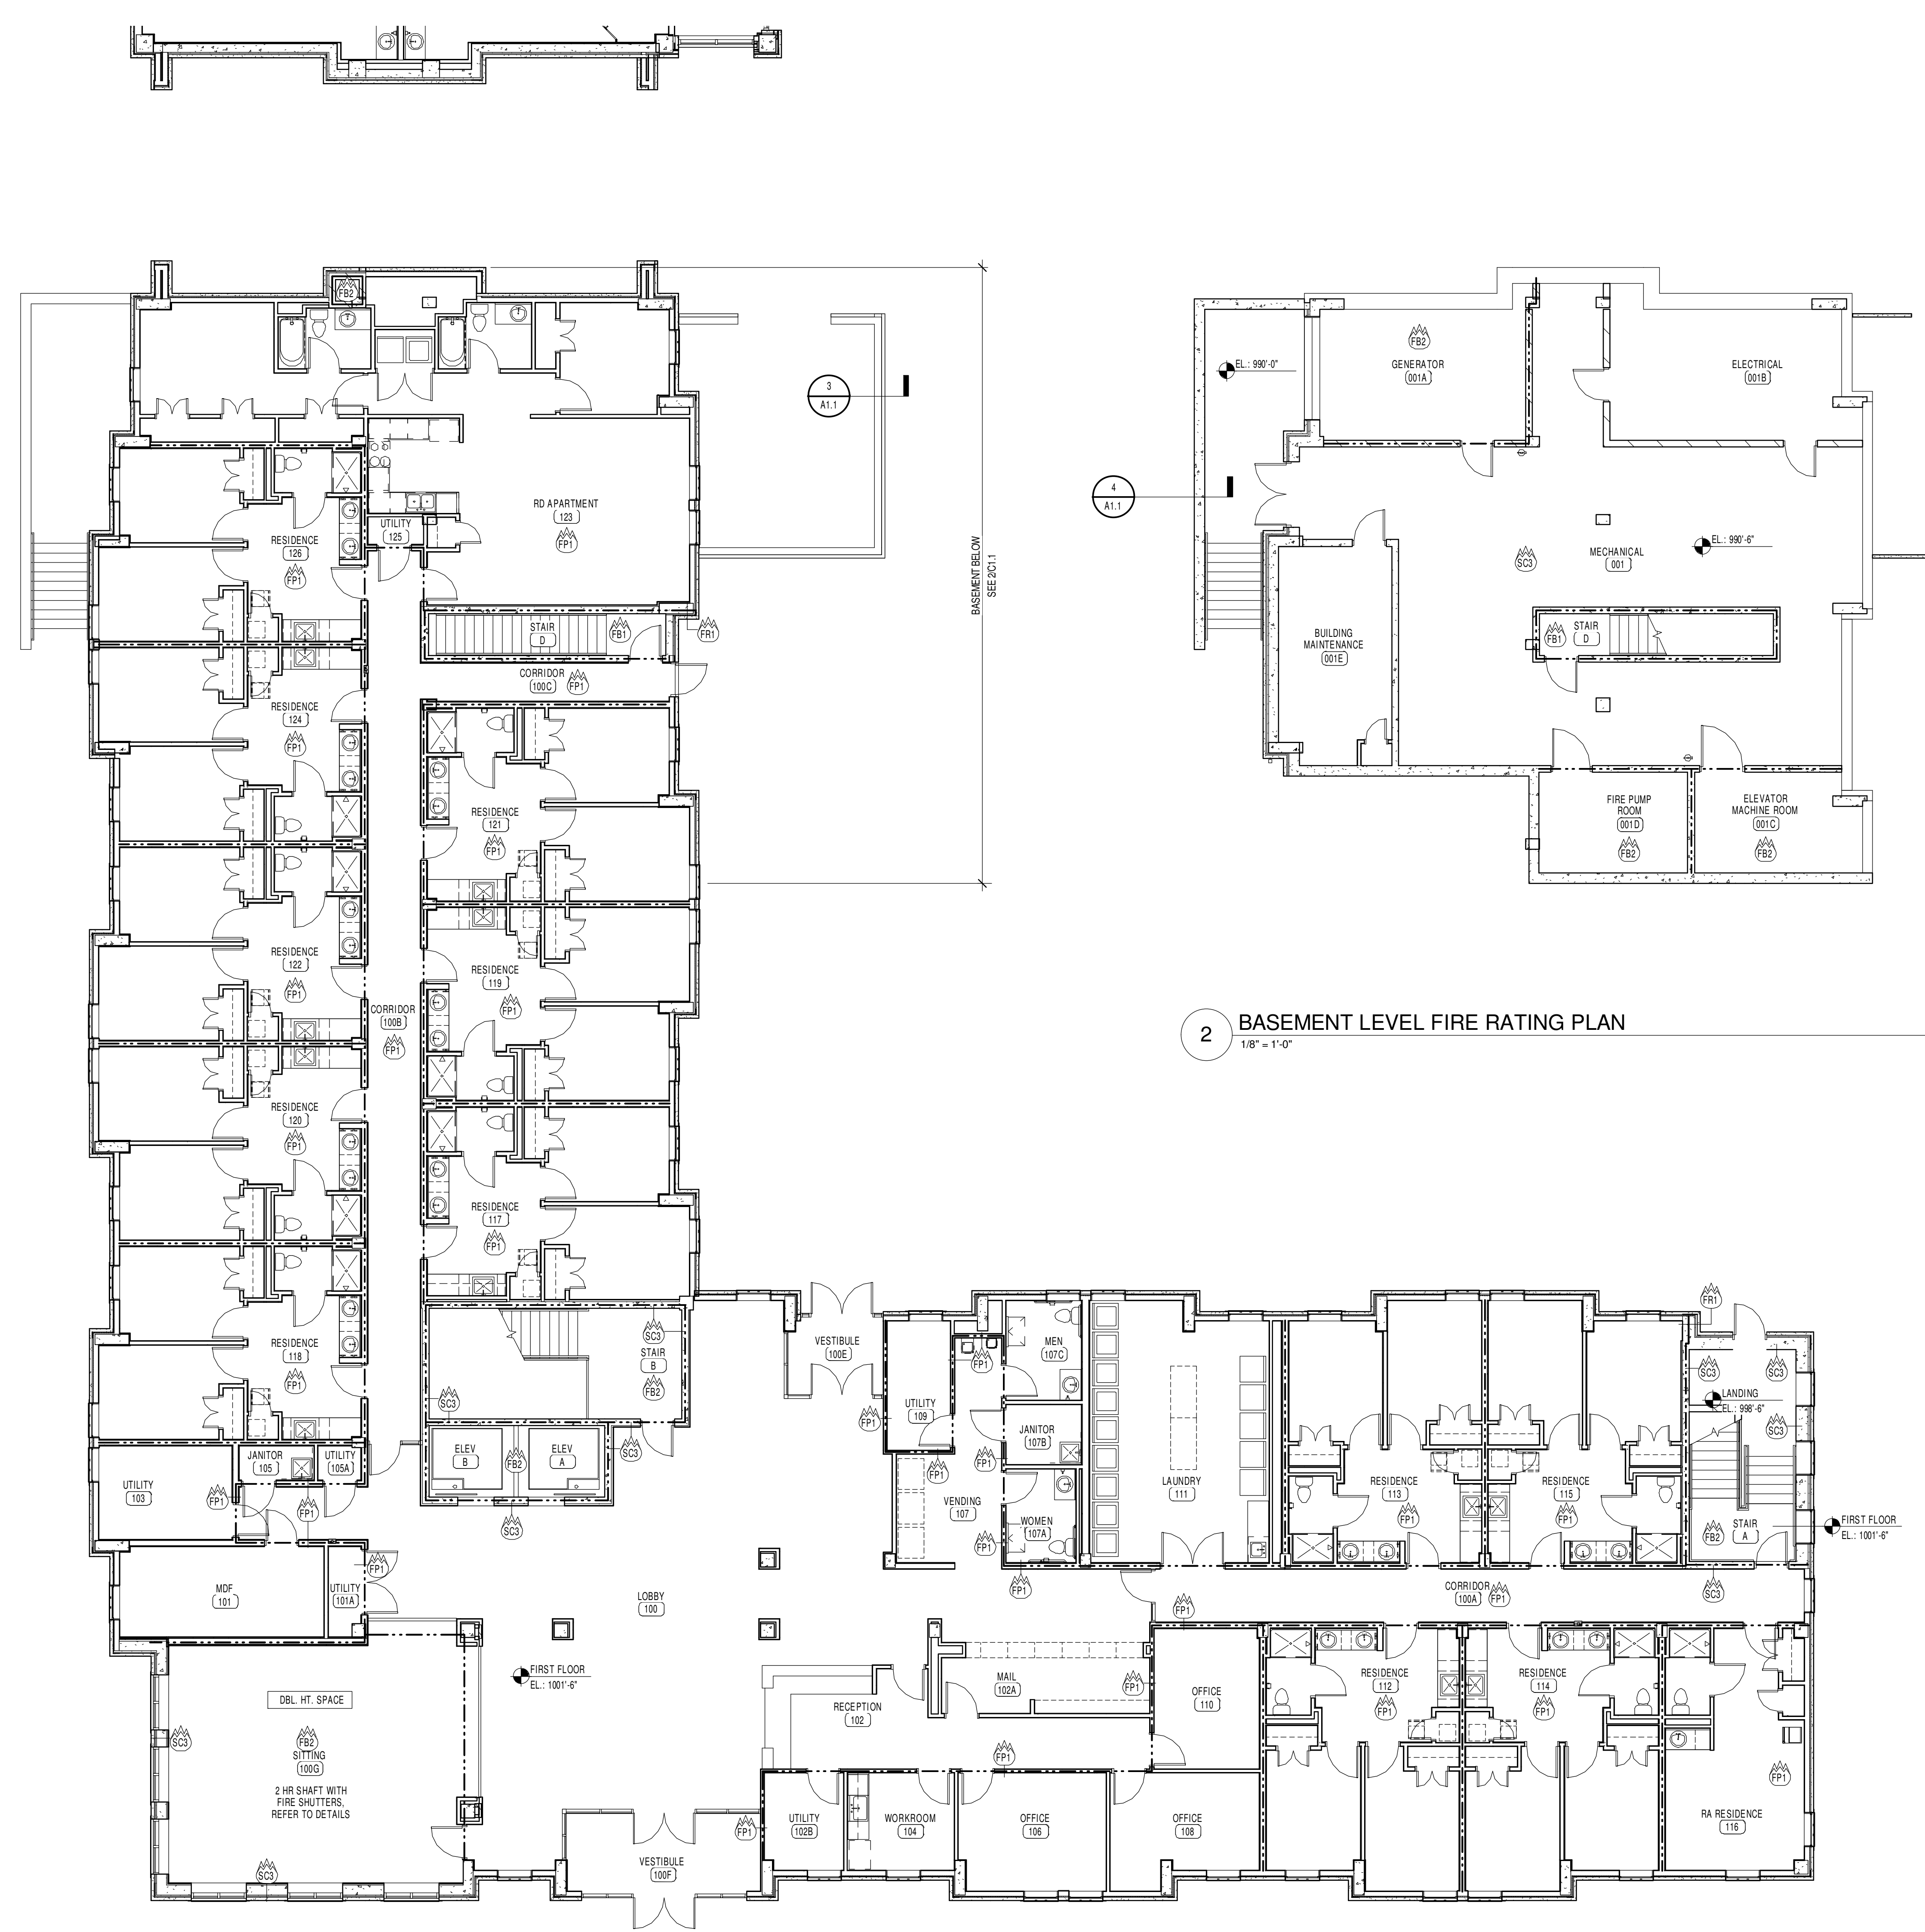 FB2
3
A1.1
RD APARTMENT
123
FP1
UTILITY
125
RESIDENCE
126
FP1
STAIR
D
FB1
FR1
CORRIDOR
100C
FP1
BASEMENT BELOW
SEE 2/C1.1
RESIDENCE
124
FP1
RESIDENCE
121
FP1
RESIDENCE
122
FP1
RESIDENCE
119
FP1
CORRIDOR
100B
FP1
RESIDENCE
120
FP1
RESIDENCE
117
FP1
RESIDENCE
118
FP1
EL.: 990'-0"
FB2
GENERATOR
001A
ELECTRICAL
001B
4
A1.1
SC3
MECHANICAL
001
EL.: 990'-6"
FB1
STAIR
D
BUILDING
MAINTENANCE
001E
FIRE PUMP
ROOM
001D
FB2
ELEVATOR
MACHINE ROOM
001C
FB2
2
BASEMENT LEVEL FIRE RATING PLAN
1/8" = 1'-0"
SC3
STAIR
B
FB2
SC3
ELEV
B
FB2
ELEV
A
SC3
SC3
VESTIBULE
100E
UTILITY
109
FP1
FP1
FP1
MEN
107C
JANITOR
107B
FP1
VENDING
107
WOMEN
107A
FP1
FP1
LAUNDRY
111
RESIDENCE
113
FP1
RESIDENCE
115
FP1
FR1
SC3
SC3
LANDING
EL.: 998'-6"
SC3
FB2
STAIR
A
FIRST FLOOR
EL.: 1001'-6"
SC3
CORRIDOR
100A
FP1
FP1
UTILITY
103
JANITOR
105
UTILITY
105A
FP1
FP1
MDF
101
UTILITY
101A
FP1
LOBBY
100
FIRST FLOOR
EL.: 1001'-6"
DBL. HT. SPACE
SC3
FB2
SITTING
100G
2 HR SHAFT WITH
FIRE SHUTTERS,
REFER TO DETAILS
SC3
VESTIBULE
100F
RECEPTION
102
MAIL
102A
FP1
OFFICE
110
FP1
FP1
UTILITY
102B
WORKROOM
104
OFFICE
106
OFFICE
108
RESIDENCE
112
FP1
RESIDENCE
114
FP1
FP1
RA RESIDENCE
116